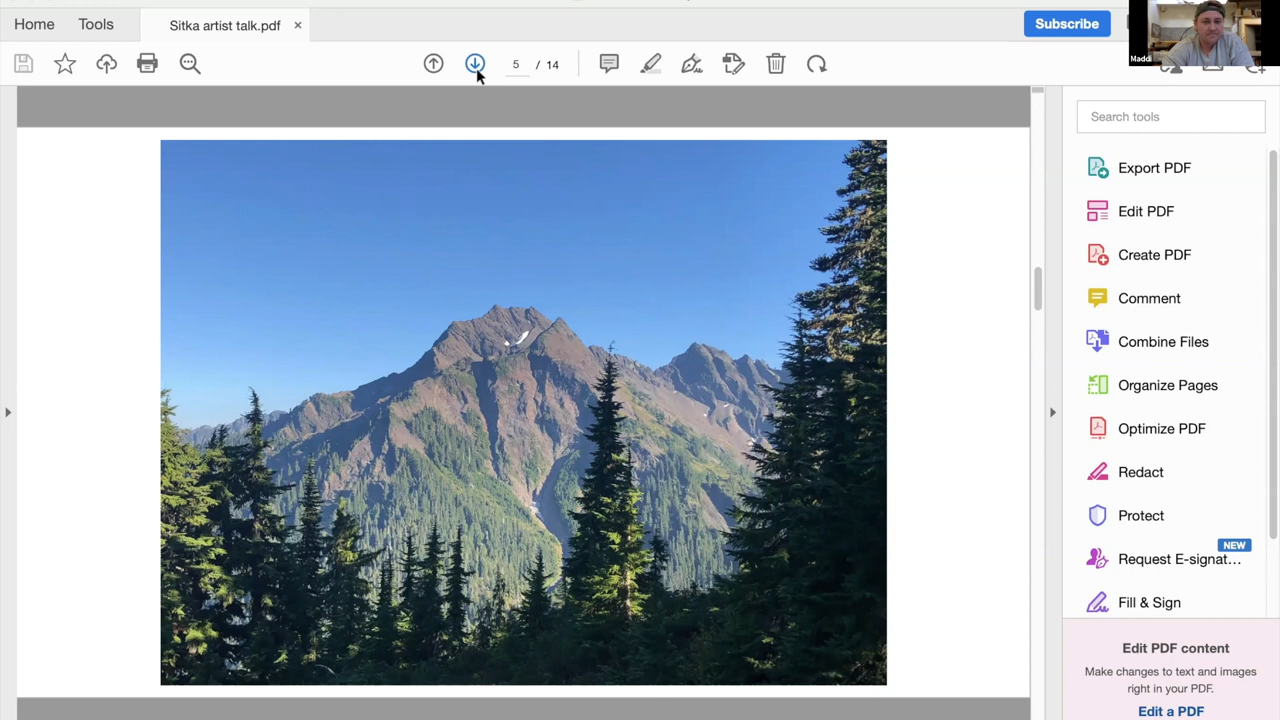 Home
Tools
Sitka artist talk.pdf
Subscribe
Maddi
5 / 14
Search tools
Export PDF
Edit PDF
Create PDF
Comment
Combine Files
Organize Pages
Optimize PDF
Redact
Protect
NEW
Request E-signat...
Fill & Sign
Edit PDF content
Make changes to text and images
right in your PDF.
Edit a PDF